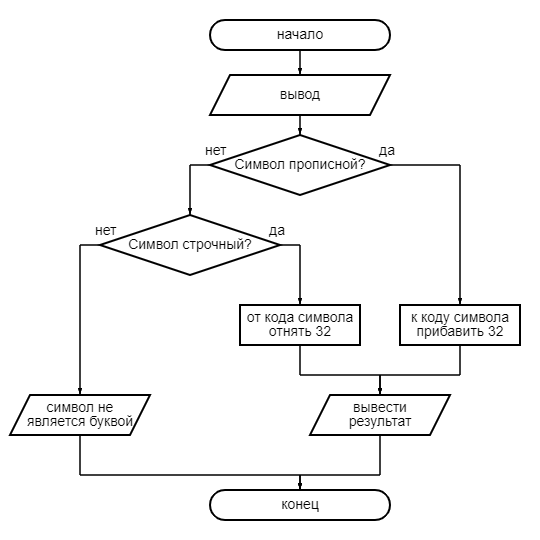 начало
вывод
нет
да
Символ прописной?
нет
да
Символ строчный?
от кода символа
отнять 32
к коду символа
прибавить 32
символ не
является буквой
вывести
результат
конец